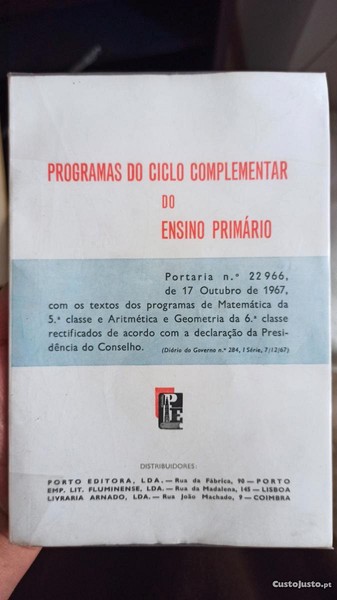 PROGRAMAS DO CICLO COMPLEMENTAR
DO
ENSINO PRIMÁRIO
Portaria n.º 22 966,
de 17 Outubro de 1967,
com os textos dos programas de Matemática da
5.ª classe e Aritmética e Geometria da 6.ª classe
rectificados de acordo com a declaração da Presi-
dência do Conselho. (Diário do Governo n.º 284, I Série, 7/12/67)
P E
DISTRIBUIDORES:
PORTO EDITORA, LDA. — Rua da Fábrica, 90 — PORTO
EMP. LIT. FLUMINENSE, LDA. — Rua da Madalena, 145 — LISBOA
LIVRARIA ARNADO, LDA. — Rua João Machado, 9 — COIMBRA
CustoJusto.pt